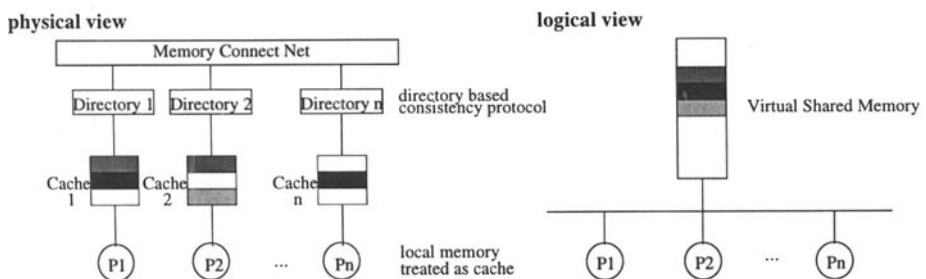 physical view
logical view
Memory Connect Net
Directory 1
Directory 2
Directory n
directory based
consistency protocol
Virtual Shared Memory
Cache
1
Cache
2
Cache
n
P1
P2
...
Pn
local memory
treated as cache
P1
P2
...
Pn